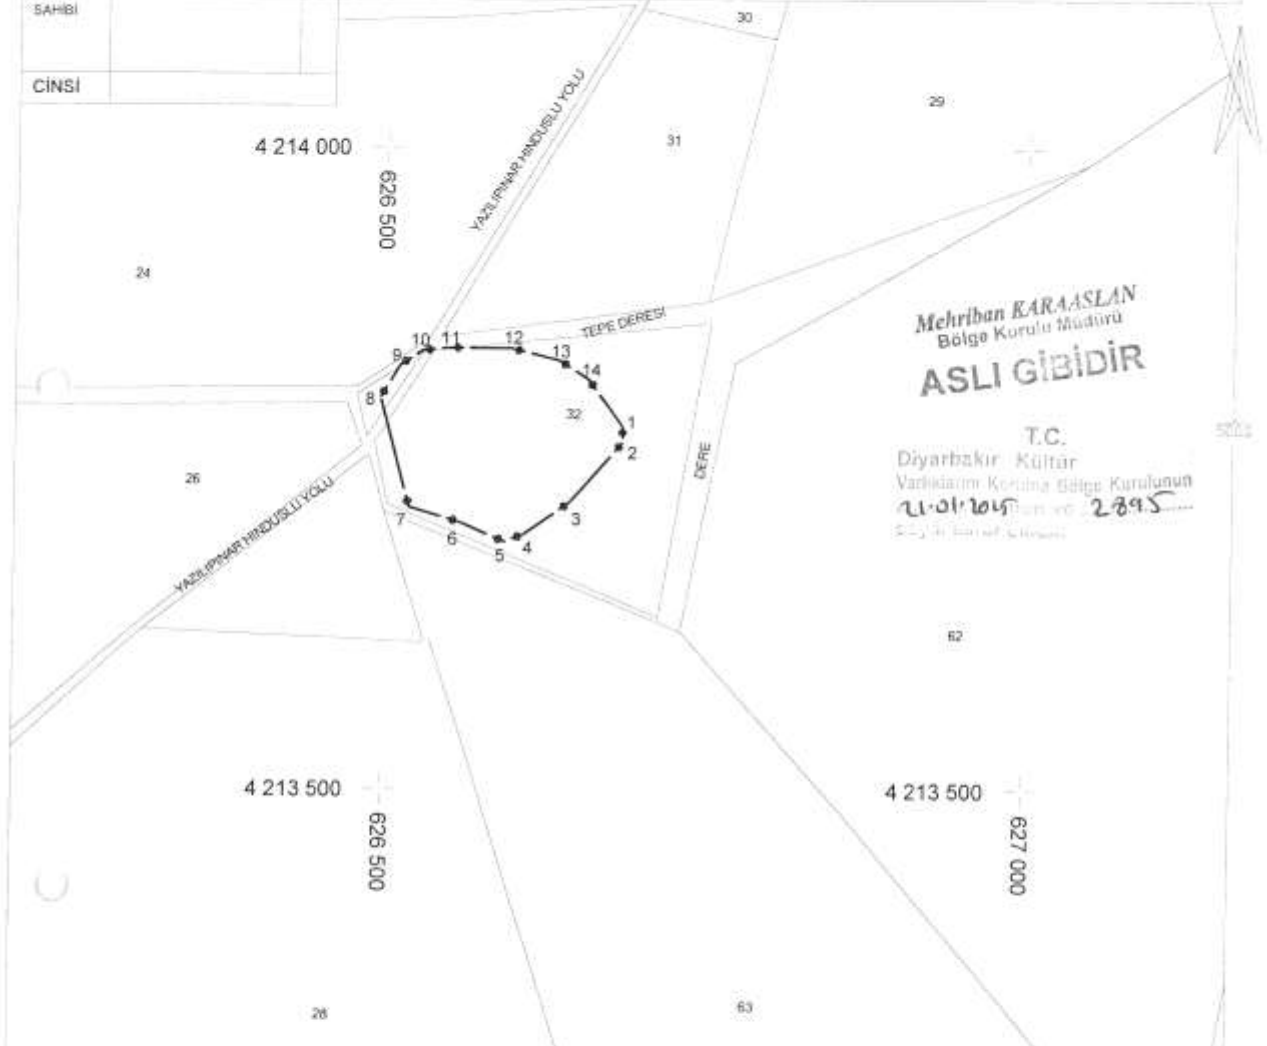 SAHİBİ
CİNSİ
30
29
31
YAZILIPINAR HINDUSLU YOLU
4 214 000
626 500
24
TEPE DERESİ
Mehriban KARAASLAN
Bölge Kurulu Müdürü
ASLI GİBİDİR
10
11
12
13
14
9
8
32
1
2
3
4
5
6
7
DERE
T.C.
Diyarbakır Kültür
Varlıklarını Koruma Bölge Kurulunun
21.01.2015
2895
26
YAZILIPINAR HINDUSLU YOLU
62
4 213 500
626 500
4 213 500
627 000
28
63